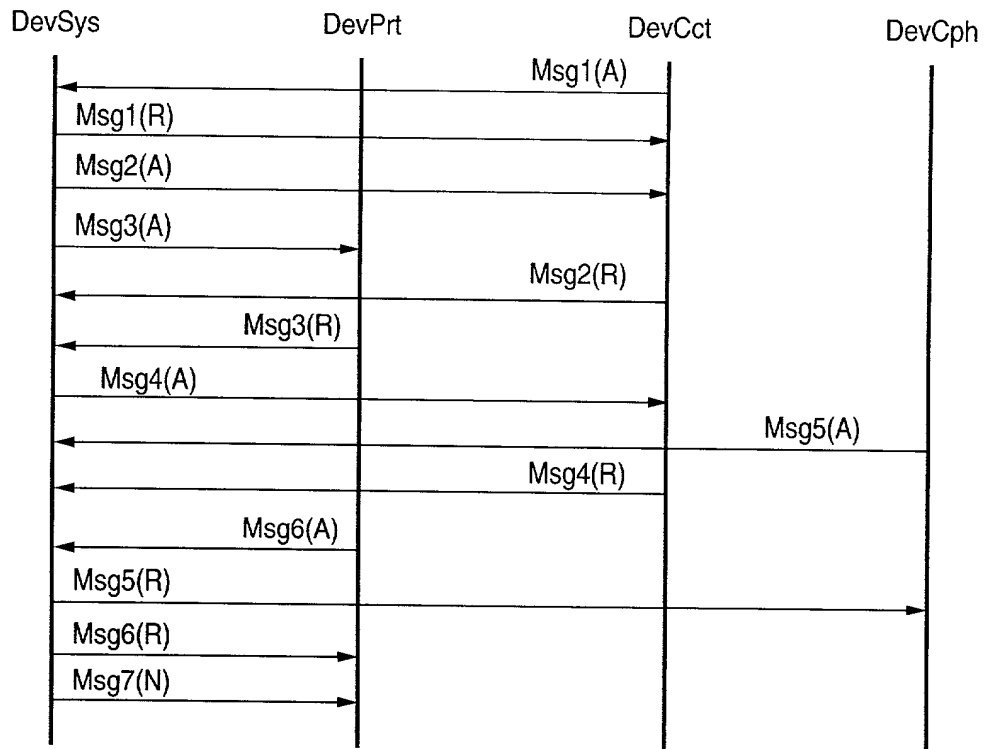 DevSys
DevPrt
DevCct
DevCph
Msg1(A)
Msg1(R)
Msg2(A)
Msg3(A)
Msg2(R)
Msg3(R)
Msg4(A)
Msg5(A)
Msg4(R)
Msg6(A)
Msg5(R)
Msg6(R)
Msg7(N)